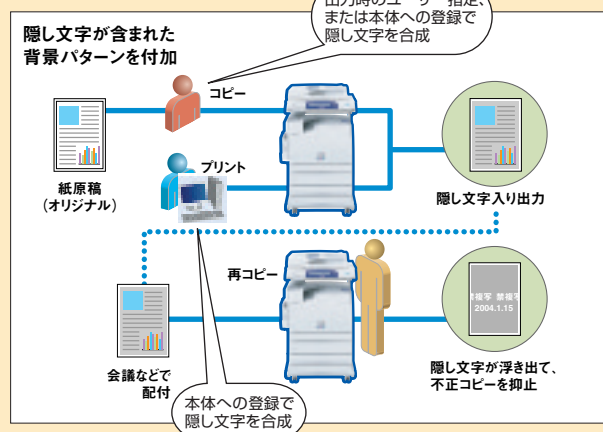 出力時のユーザー指定、
または本体への登録で
隠し文字を合成
隠し文字が含まれた
背景パターンを付加
コピー
プリント
紙原稿
(オリジナル)
隠し文字入り出力
再コピー
禁複写 禁複写
2004.1.15
会議などで
配付
隠し文字が浮き出て、
不正コピーを抑止
本体への登録で
隠し文字を合成